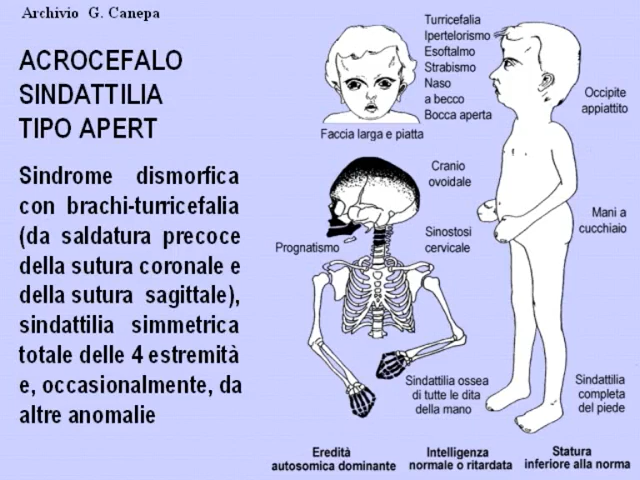 Archivio G. Canepa
ACROCEFALO
SINDATTILIA
TIPO APERT
Sindrome dismorfica
con brachi-turricefalia
(da saldatura precoce
della sutura coronale e
della sutura sagittale),
sindattilia simmetrica
totale delle 4 estremità
e, occasionalmente, da
altre anomalie
Turricefalia
Ipertelorismo
Esoftalmo
Strabismo
Naso
a becco
Bocca aperta
Faccia larga e piatta
Occipite
appiattito
Cranio
ovoidale
Prognatismo
Sinostosi
cervicale
Mani a
cucchiaio
Sindattilia ossea
di tutte le dita
della mano
Sindattilia
completa
del piede
Eredità
autosomica dominante
Intelligenza
normale o ritardata
Statura
inferiore alla norma